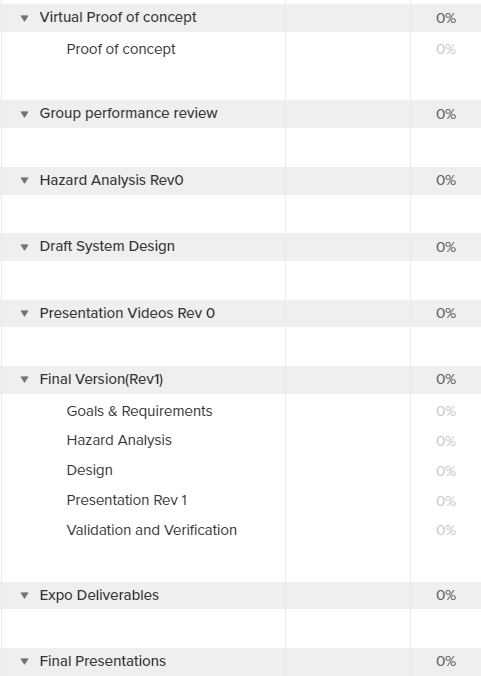 Virtual Proof of concept 0%
Proof of concept 0%
Group performance review 0%
Hazard Analysis Rev0 0%
Draft System Design 0%
Presentation Videos Rev 0 0%
Final Version(Rev1) 0%
Goals & Requirements 0%
Hazard Analysis 0%
Design 0%
Presentation Rev 1 0%
Validation and Verification 0%
Expo Deliverables 0%
Final Presentations 0%